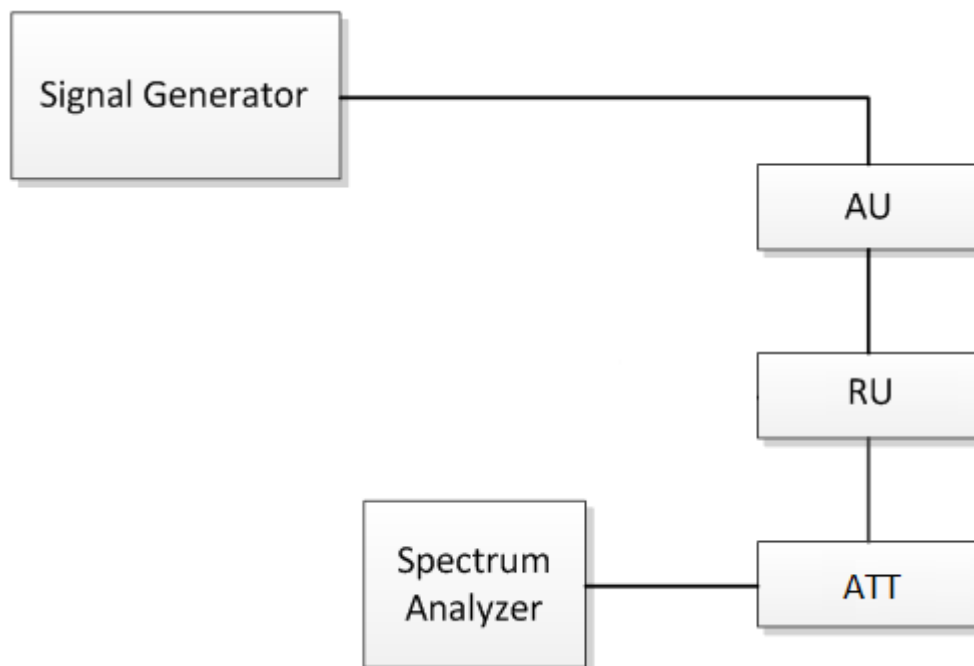 Signal Generator
AU
RU
Spectrum
Analyzer
ATT